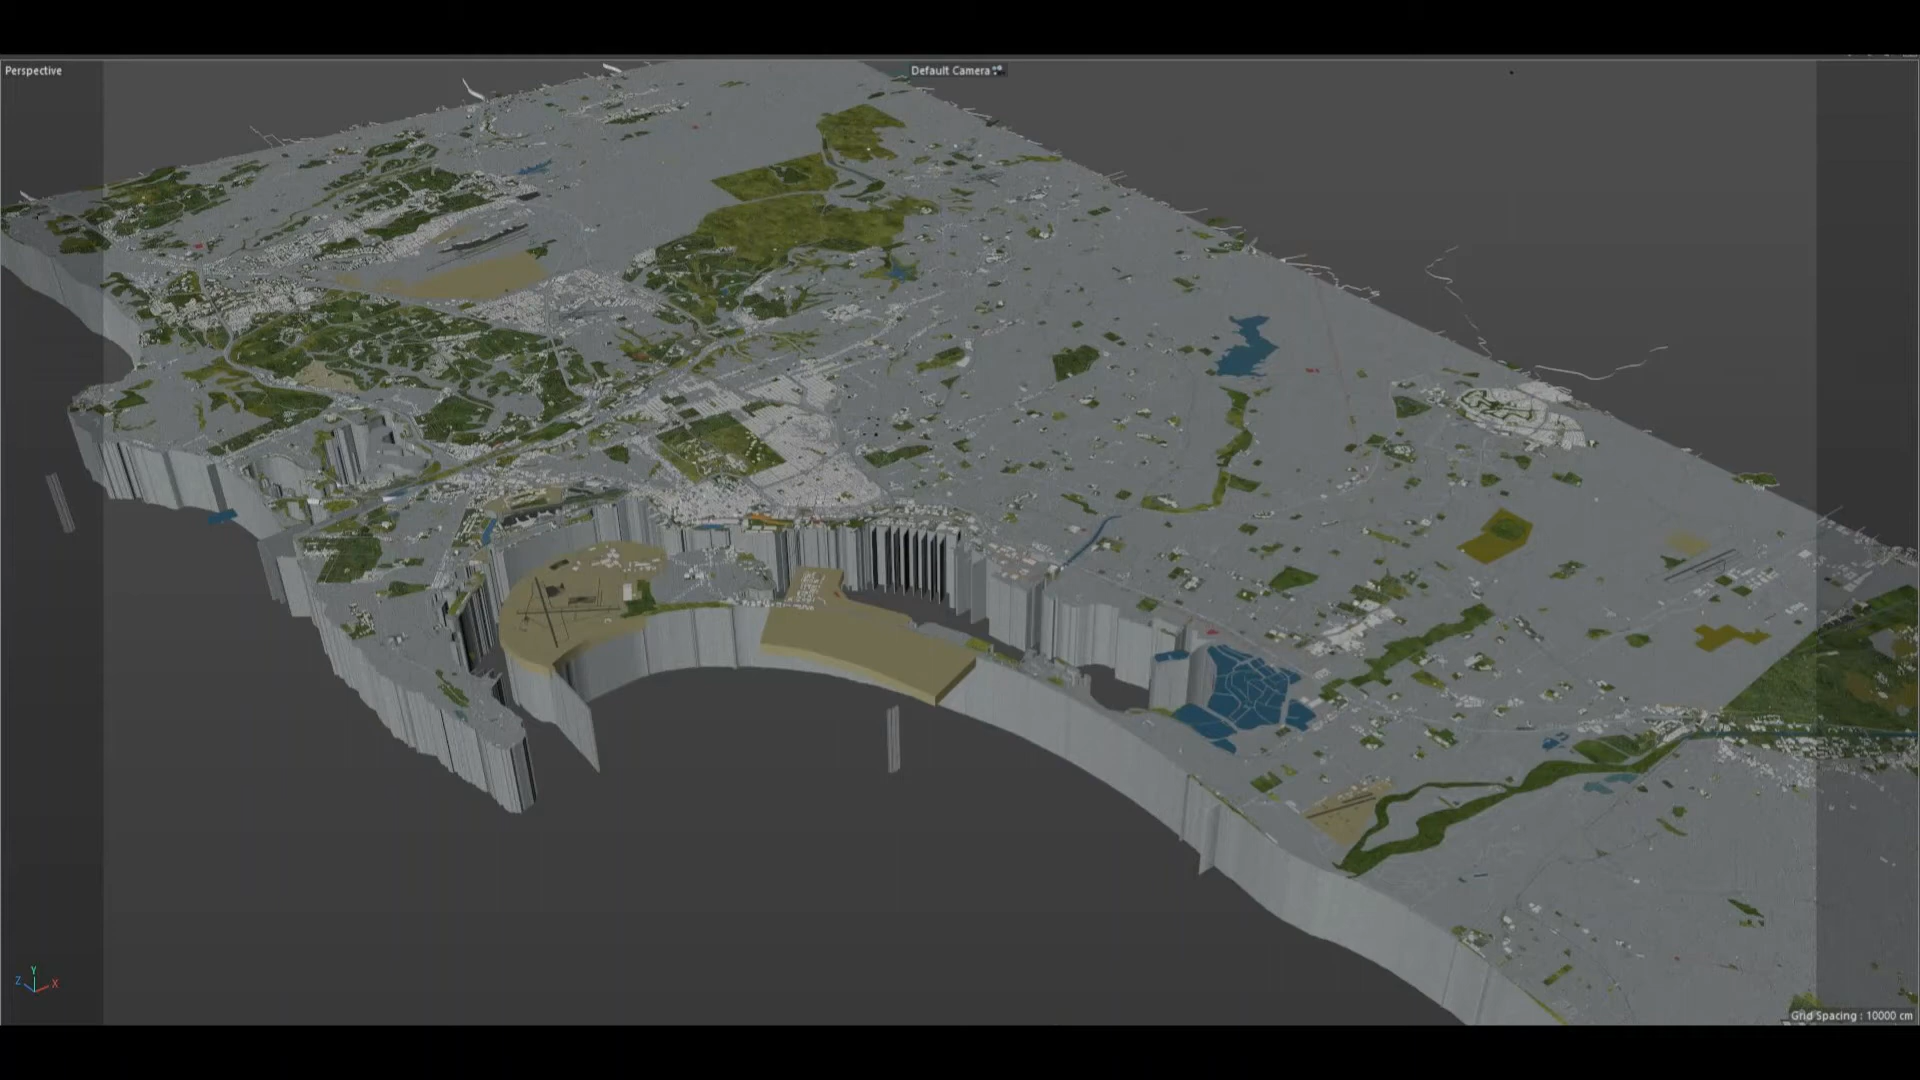 Perspective
Default Camera
Y
Z
X
Grid Spacing : 10000 cm